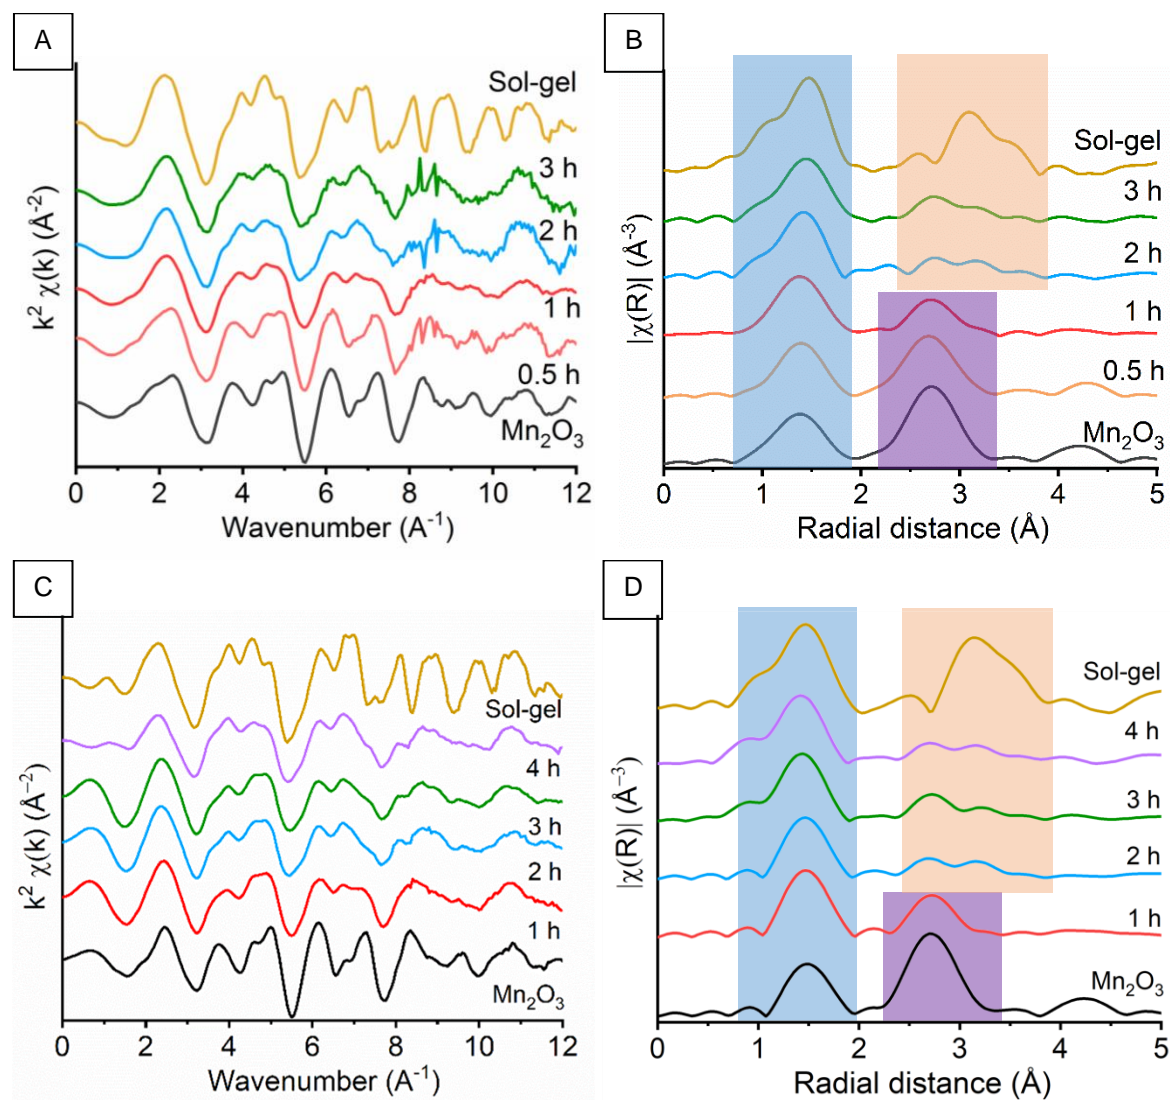 A
Sol-gel
3 h
2 h
1 h
0.5 h
Mn₂O₃
k² χ(k) (Å⁻²)
0 2 4 6 8 10 12
Wavenumber (A⁻¹)
B
Sol-gel
3 h
2 h
1 h
0.5 h
Mn₂O₃
|χ(R)| (Å⁻³)
0 1 2 3 4 5
Radial distance (Å)
C
Sol-gel
4 h
3 h
2 h
1 h
Mn₂O₃
k² χ(k) (Å⁻²)
0 2 4 6 8 10 12
Wavenumber (A⁻¹)
D
Sol-gel
4 h
3 h
2 h
1 h
Mn₂O₃
|χ(R)| (Å⁻³)
0 1 2 3 4 5
Radial distance (Å)